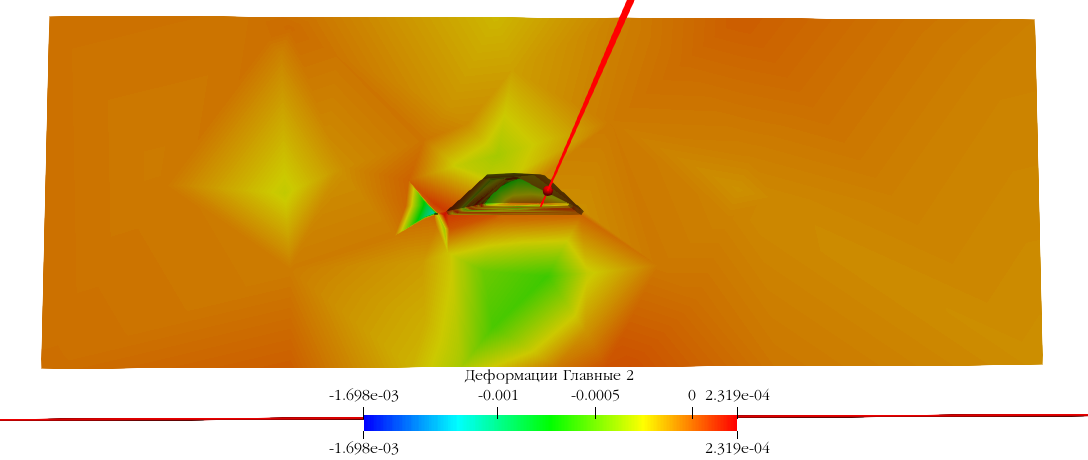 Деформации Главные 2
-1.698e-03 -0.001 -0.0005 0 2.319e-04
-1.698e-03 2.319e-04